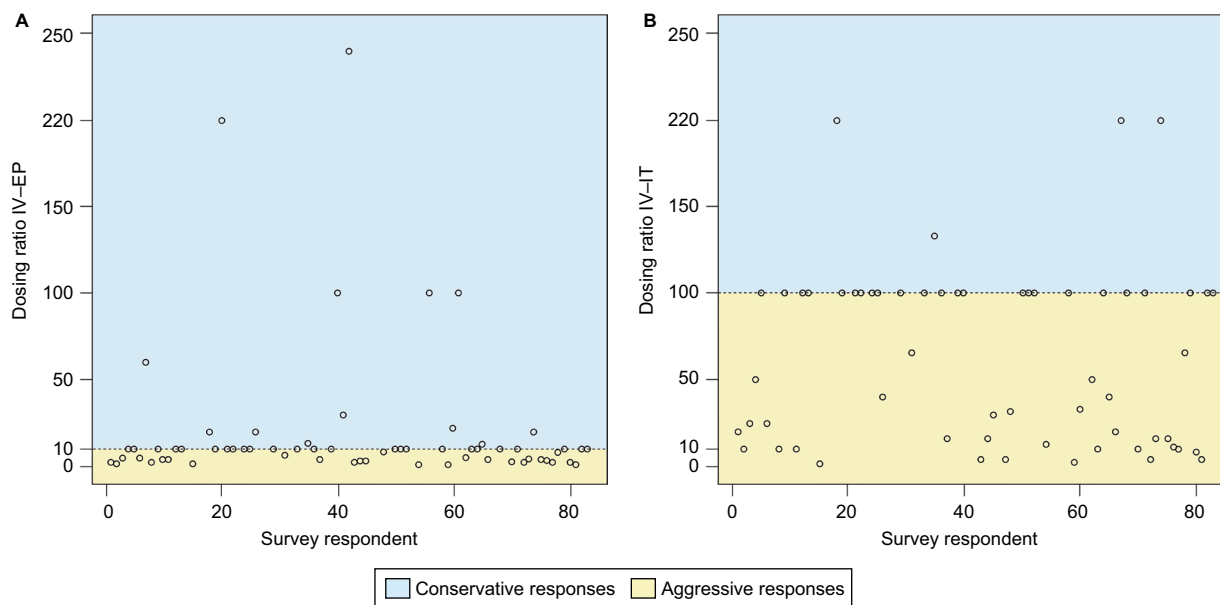 A
Dosing ratio IV–EP
250
220
150
100
50
10
0
0 20 40 60 80
Survey respondent
B
Dosing ratio IV–IT
250
220
150
100
50
10
0
0 20 40 60 80
Survey respondent
Conservative responses Aggressive responses